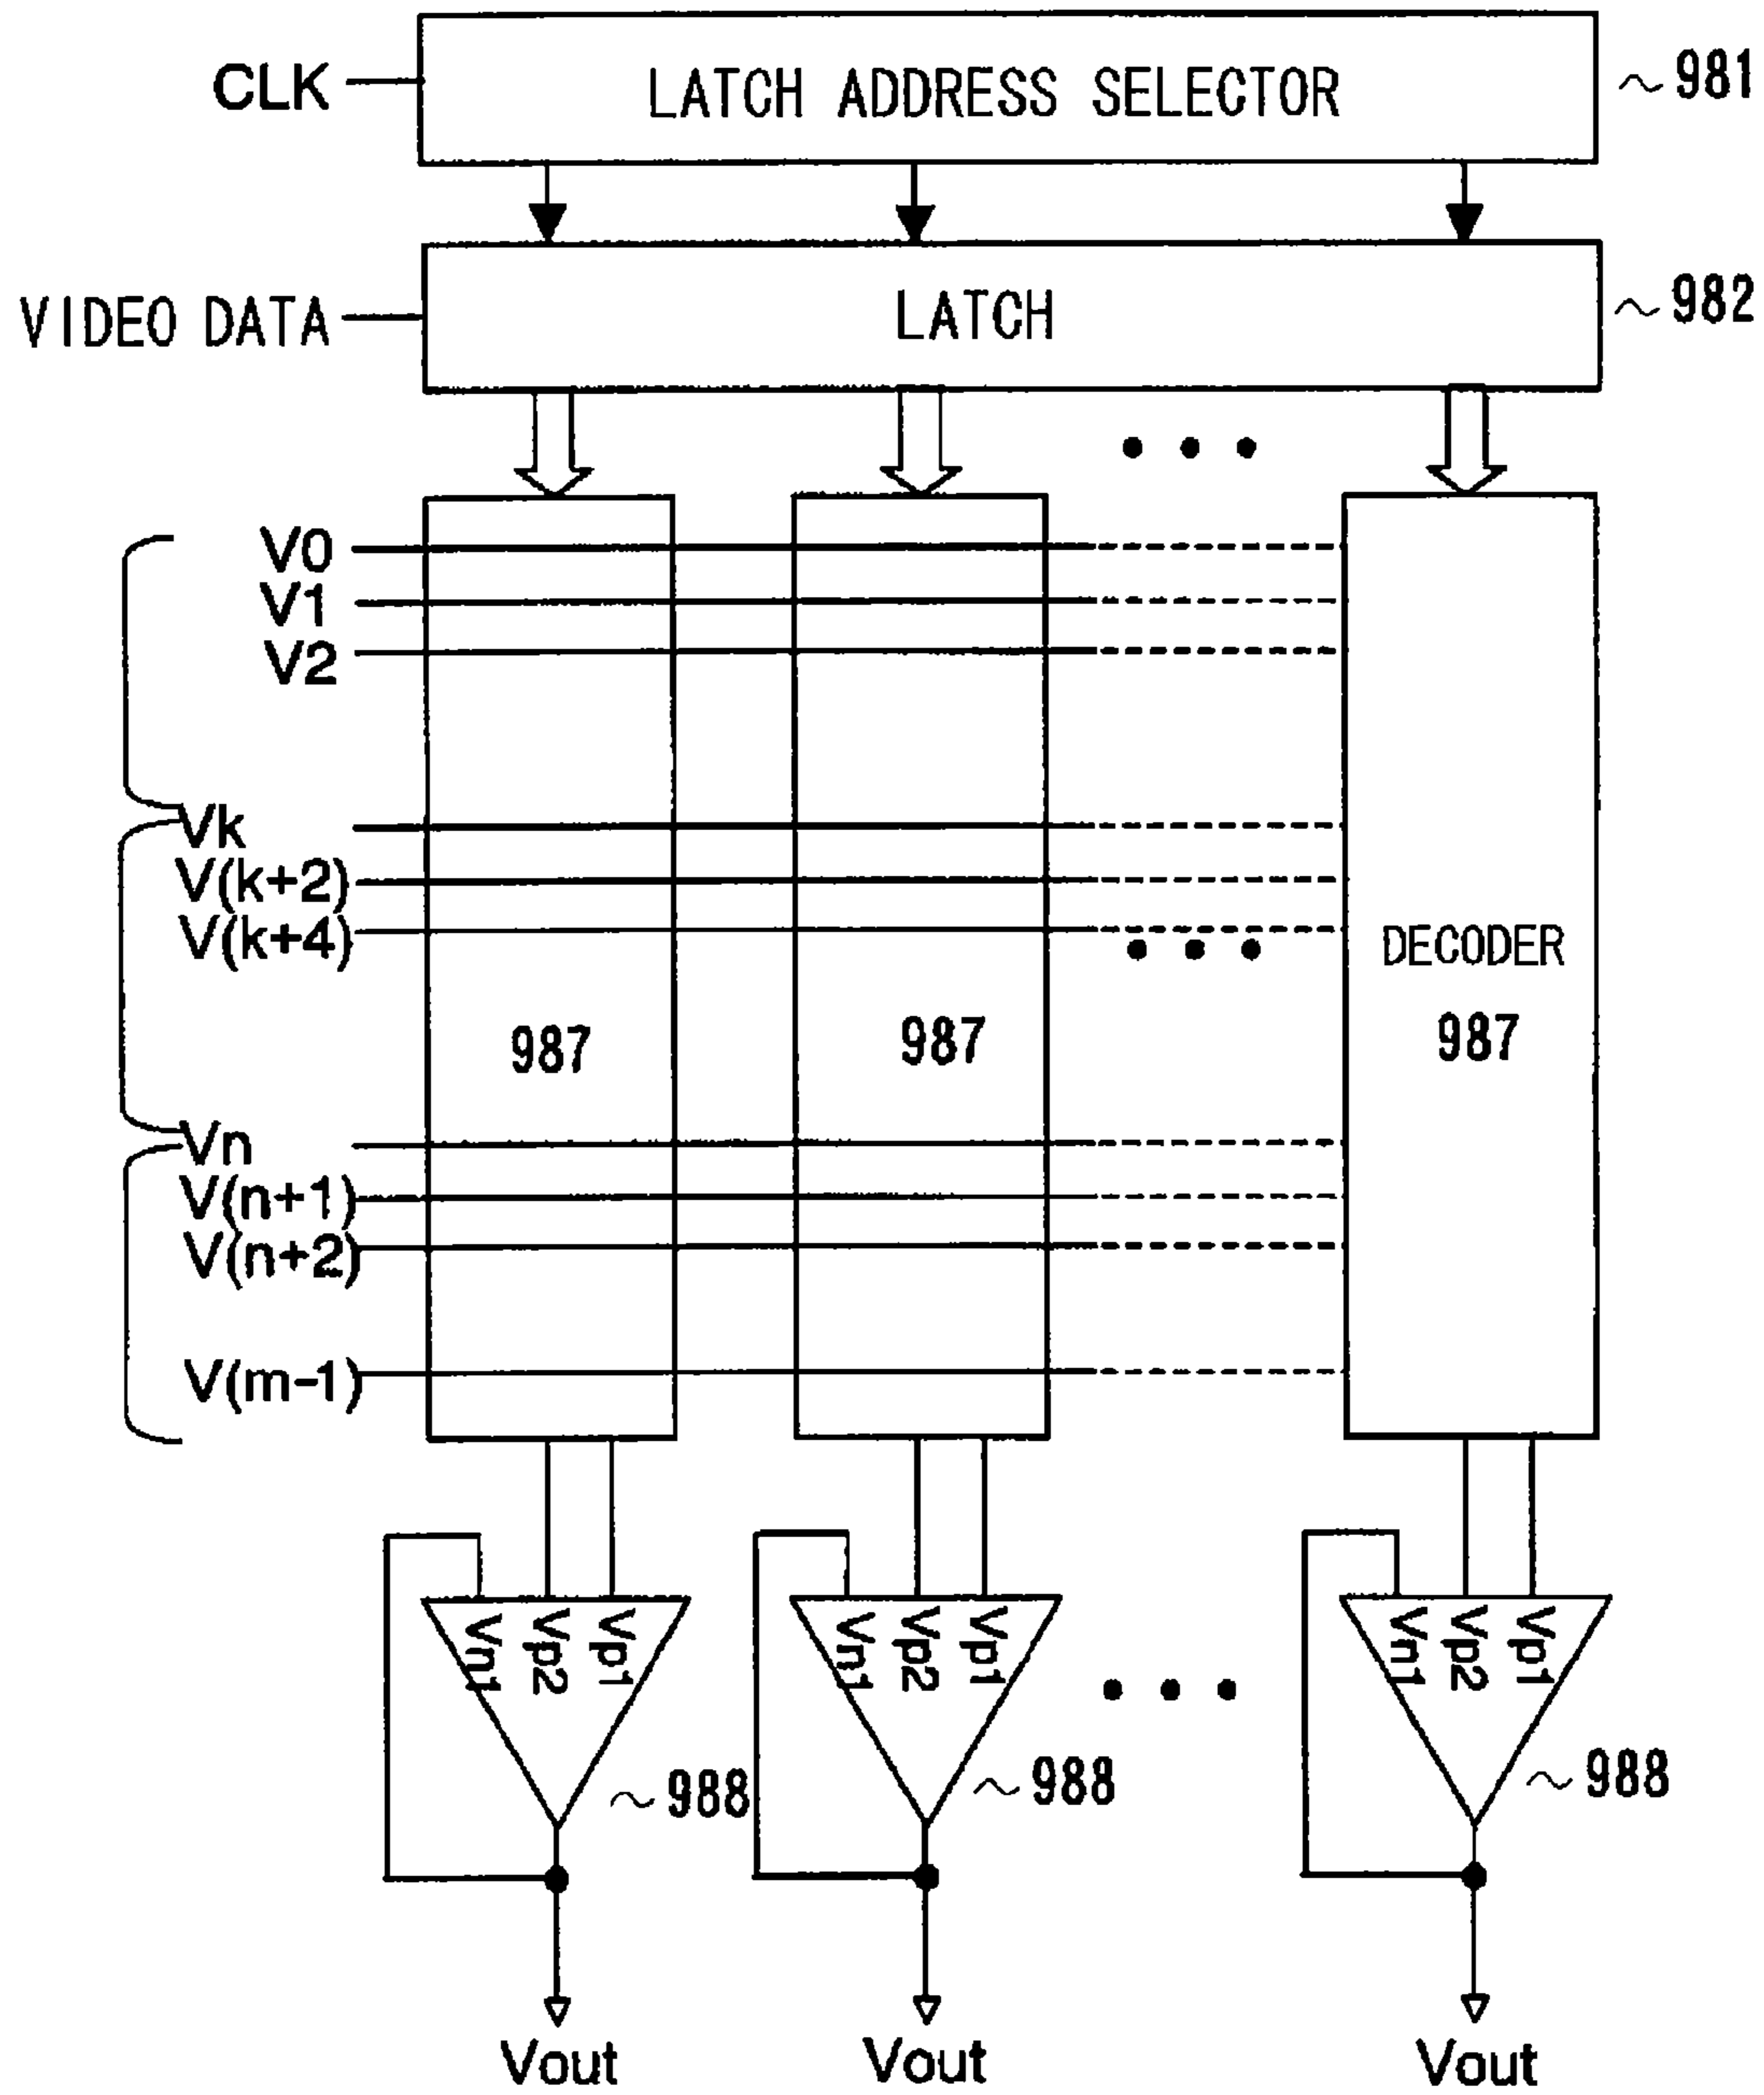 CLK
LATCH ADDRESS SELECTOR
981
VIDEO DATA
LATCH
982
V0
V1
V2
Vk
V(k+2)
V(k+4)
DECODER
987
987
987
Vn
V(n+1)
V(n+2)
V(m-1)
Vn1
Vp2
Vp1
Vn1
Vp2
Vp1
Vn1
Vp2
Vp1
988
988
988
Vout
Vout
Vout